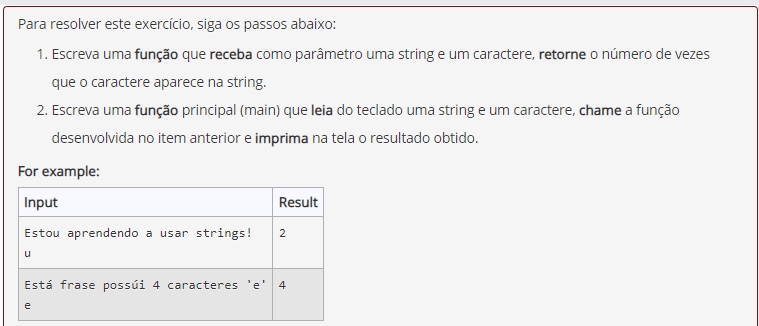 Para resolver este exercício, siga os passos abaixo:
1. Escreva uma função que receba como parâmetro uma string e um caractere, retorne o número de vezes
que o caractere aparece na string.
2. Escreva uma função principal (main) que leia do teclado uma string e um caractere, chame a função
desenvolvida no item anterior e imprima na tela o resultado obtido.
For example:
Input Result
Estou aprendendo a usar strings! 2
u
Está frase possúi 4 caracteres 'e' 4
e